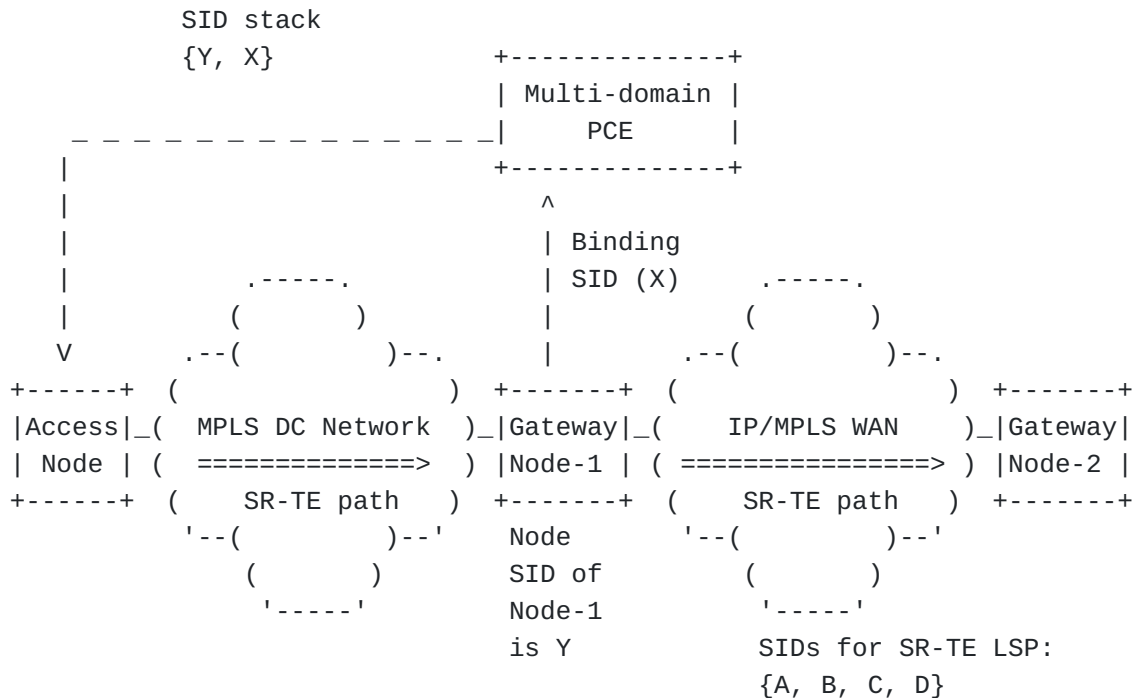 SID stack
{Y, X} +--------------+
| Multi-domain |
_ _ _ _ _ _ _ _ _ _ _ _ _ _| PCE |
| +--------------+
| ^
| | Binding
| .-----. | SID (X) .-----.
| ( ) | ( )
V .--( )--. | .--( )--.
+------+ ( ) +-------+ ( ) +-------+
|Access|_( MPLS DC Network )_|Gateway|_( IP/MPLS WAN )_|Gateway|
| Node | ( ==============> ) |Node-1 | ( ================> ) |Node-2 |
+------+ ( SR-TE path ) +-------+ ( SR-TE path ) +-------+
'--( )--' Node '--( )--'
( ) SID of ( )
'-----' Node-1 '-----'
is Y SIDs for SR-TE LSP:
{A, B, C, D}